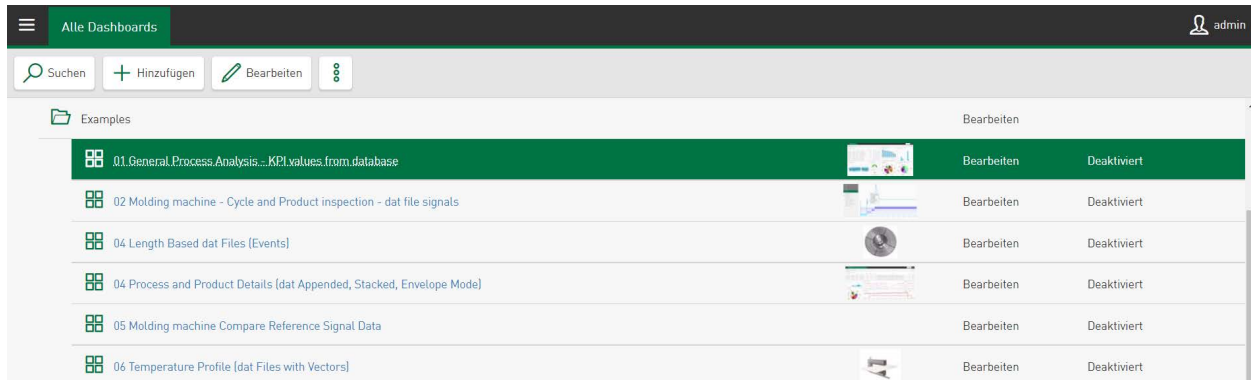 Alle Dashboards admin
Suchen Hinzufügen Bearbeiten
Examples Bearbeiten
01 General Process Analysis - KPI values from database Bearbeiten Deaktiviert
02 Molding machine - Cycle and Product inspection - dat file signals Bearbeiten Deaktiviert
04 Length Based dat Files (Events) Bearbeiten Deaktiviert
04 Process and Product Details (dat Appended, Stacked, Envelope Mode) Bearbeiten Deaktiviert
05 Molding machine Compare Reference Signal Data Bearbeiten Deaktiviert
06 Temperature Profile (dat Files with Vectors) Bearbeiten Deaktiviert